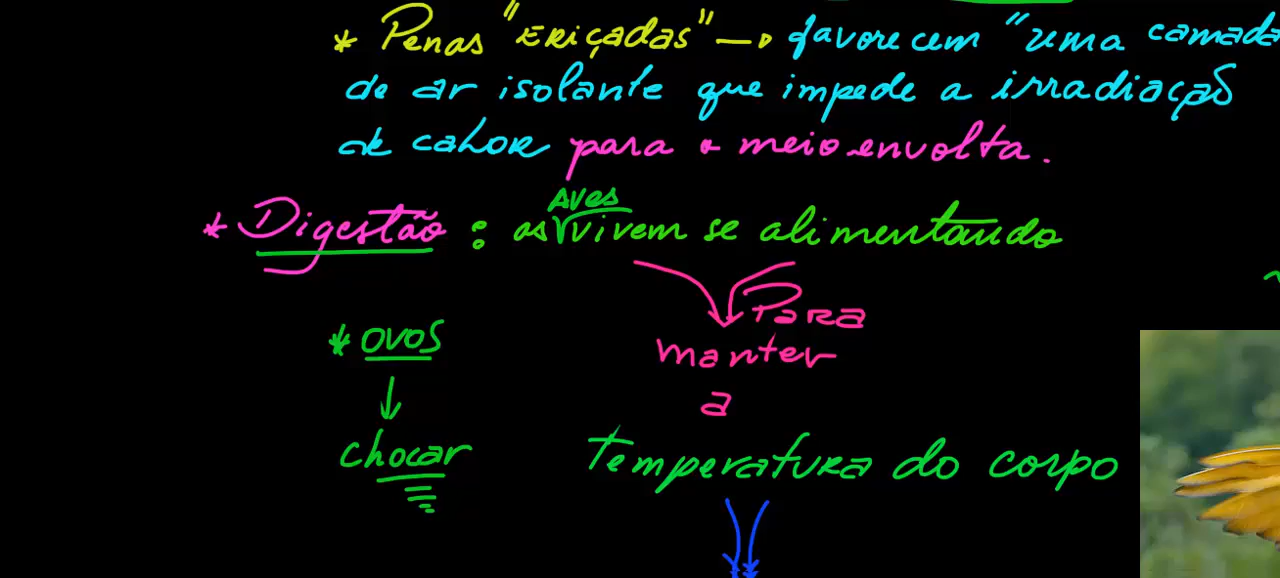 * Penas "Eriçadas" → favorecem "uma camada
de ar isolante que impede a irradiação
de calor para o meio envolta.
* Digestão : as aves vivem se alimentando
Para
manter
a
* ovos
↓
chocar
Temperatura do corpo